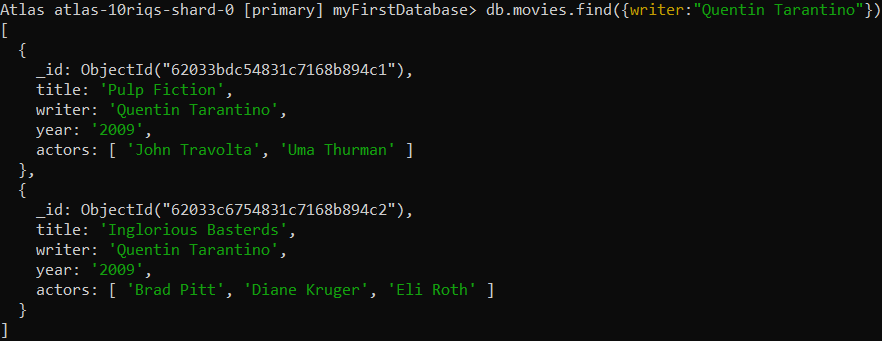 Atlas atlas-10riqs-shard-0 [primary] myFirstDatabase> db.movies.find({writer:"Quentin Tarantino"})
[
  {
    _id: ObjectId("62033bdc54831c7168b894c1"),
    title: 'Pulp Fiction',
    writer: 'Quentin Tarantino',
    year: '2009',
    actors: [ 'John Travolta', 'Uma Thurman' ]
  },
  {
    _id: ObjectId("62033c6754831c7168b894c2"),
    title: 'Inglorious Basterds',
    writer: 'Quentin Tarantino',
    year: '2009',
    actors: [ 'Brad Pitt', 'Diane Kruger', 'Eli Roth' ]
  }
]